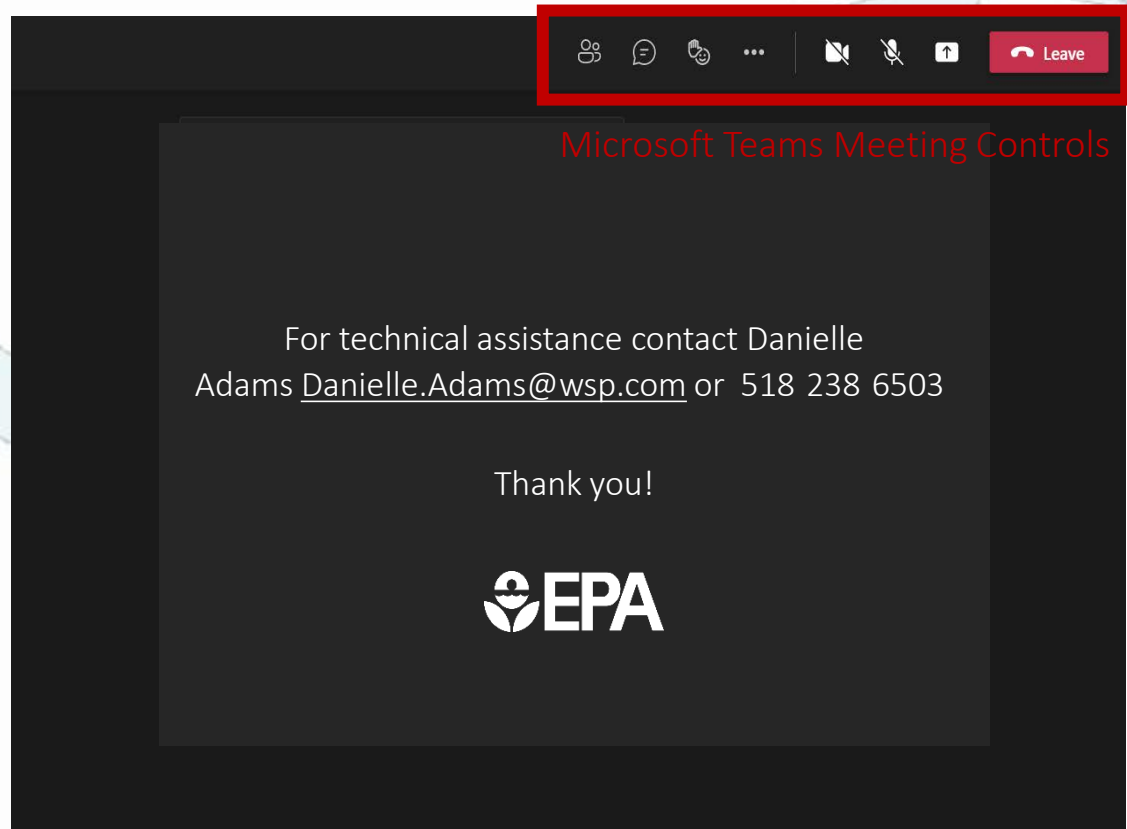 Leave
Microsoft Teams Meeting Controls
For technical assistance contact Danielle
Adams Danielle.Adams@wsp.com or 518 238 6503
Thank you!
EPA